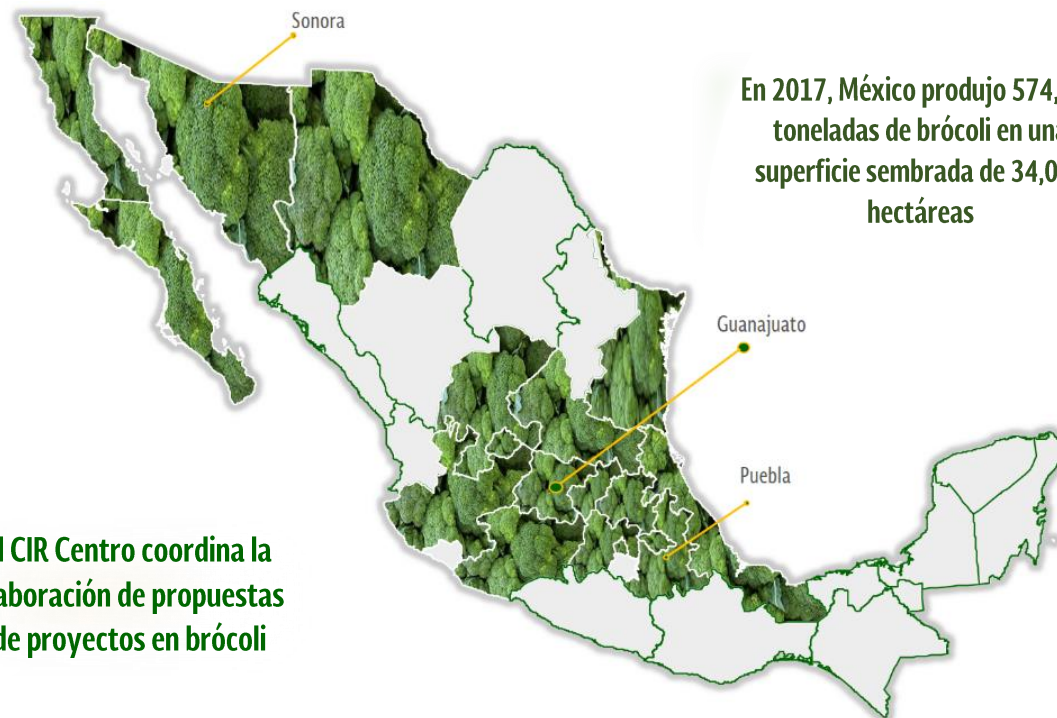 Sonora
En 2017, México produjo 574,
toneladas de brócoli en una
superficie sembrada de 34,0
hectáreas
Guanajuato
Puebla
CIR Centro coordina la
aboración de propuestas
de proyectos en brócoli